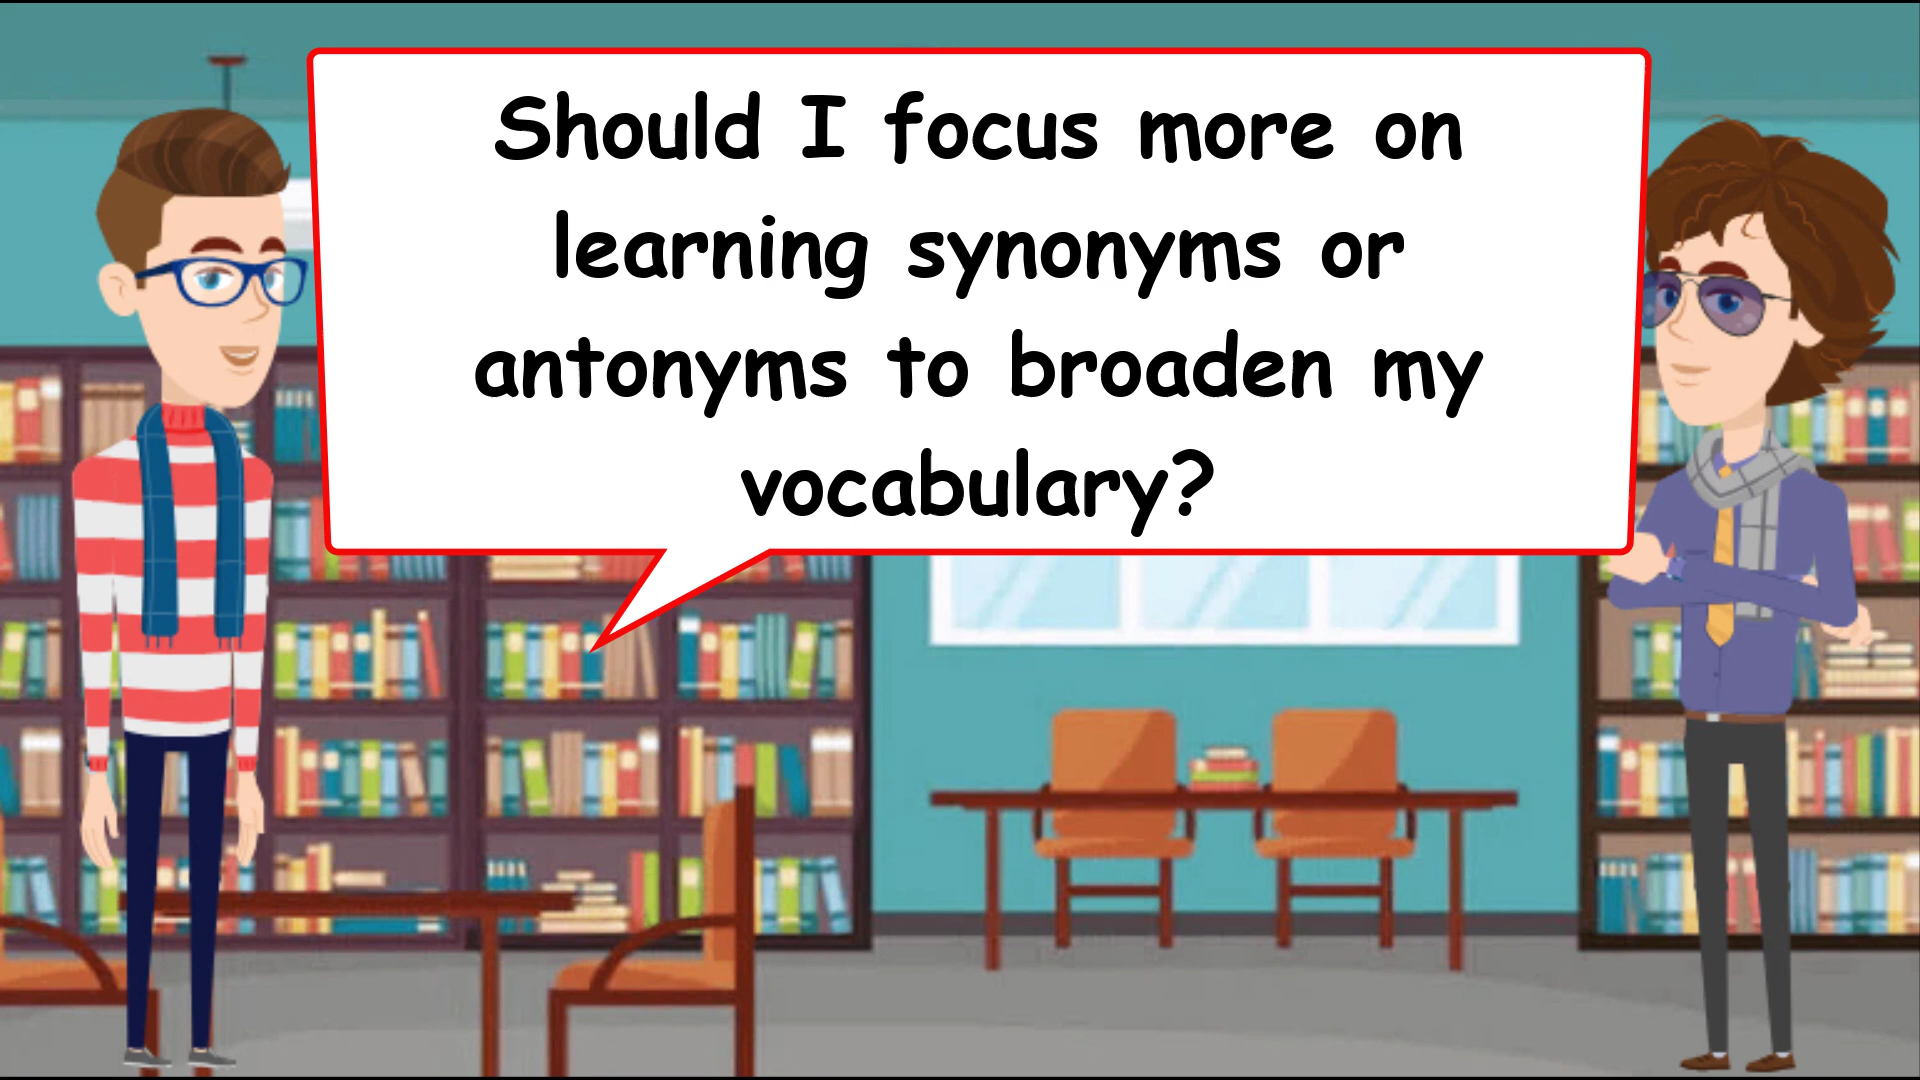 Should I focus more on
learning synonyms or
antonyms to broaden my
vocabulary?